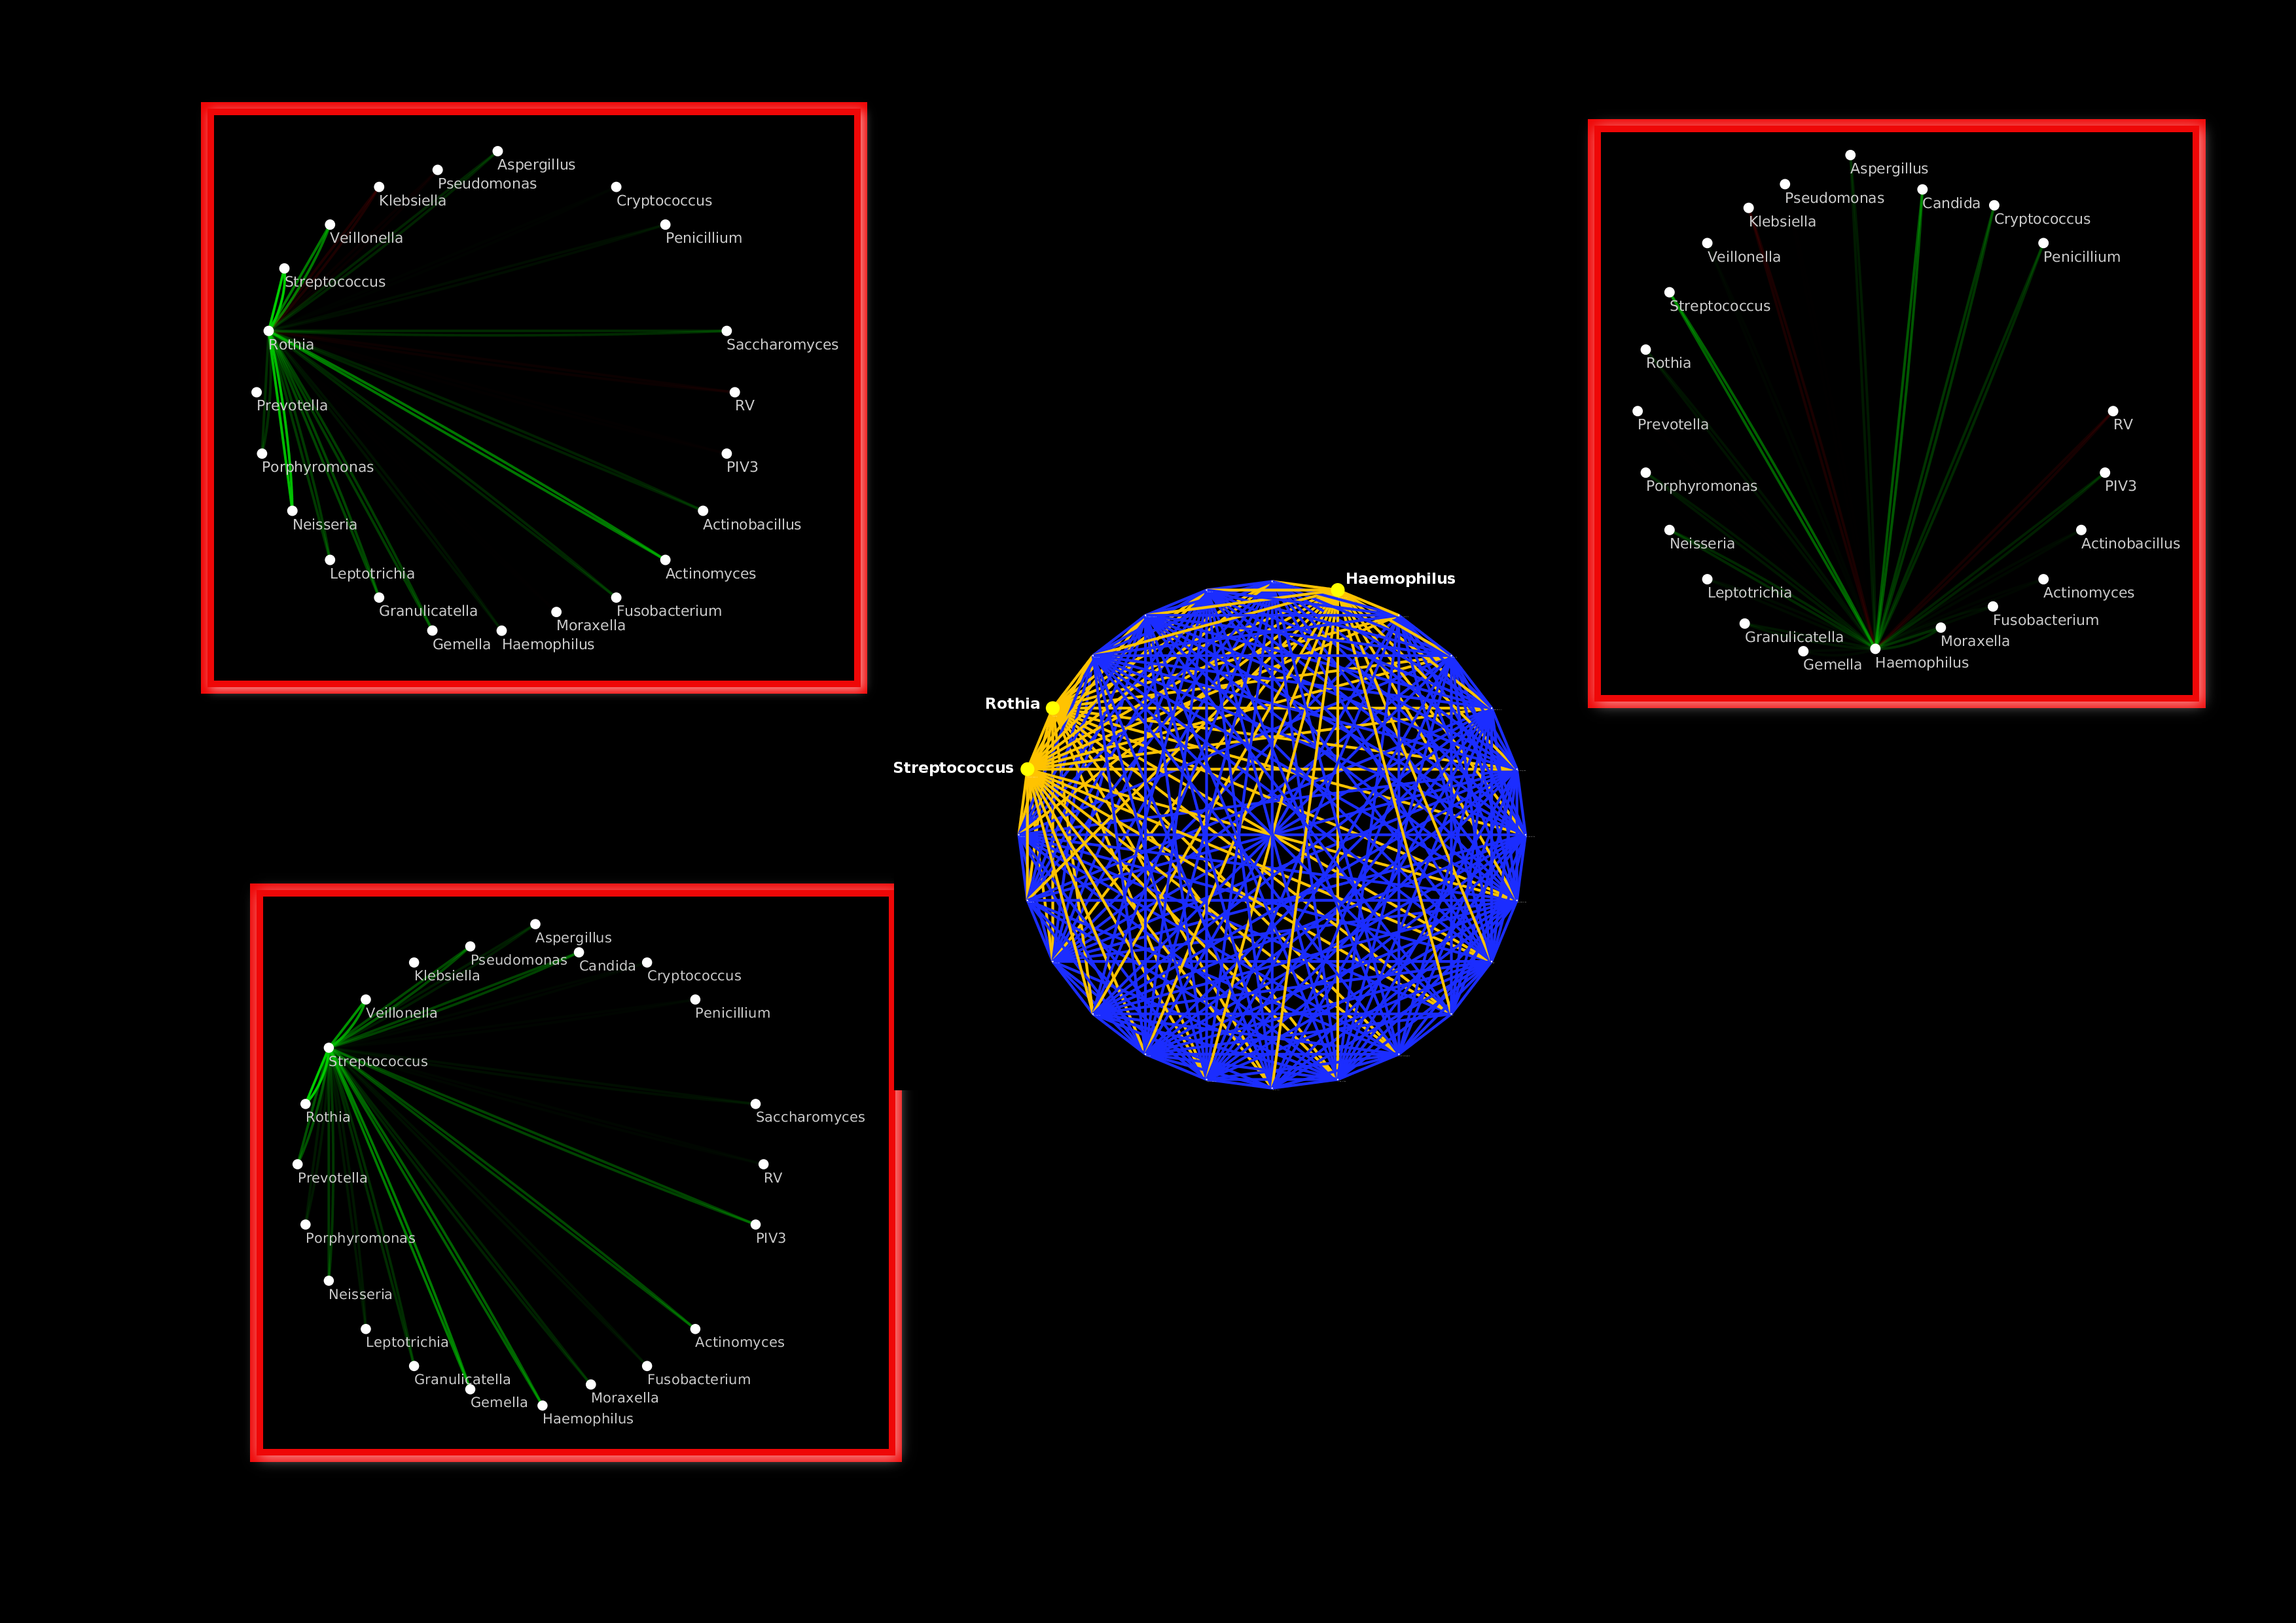 Aspergillus
Pseudomonas
Klebsiella
Cryptococcus
Veillonella
Penicillium
Streptococcus
Rothia
Saccharomyces
Prevotella
RV
Porphyromonas
PIV3
Neisseria
Actinobacillus
Leptotrichia
Actinomyces
Granulicatella
Fusobacterium
Moraxella
Gemella
Haemophilus
Aspergillus
Pseudomonas
Candida
Klebsiella
Cryptococcus
Veillonella
Penicillium
Streptococcus
Rothia
Prevotella
RV
Porphyromonas
PIV3
Neisseria
Actinobacillus
Leptotrichia
Actinomyces
Granulicatella
Fusobacterium
Moraxella
Gemella
Haemophilus
Haemophilus
Rothia
Streptococcus
Aspergillus
Pseudomonas
Candida
Klebsiella
Cryptococcus
Veillonella
Penicillium
Streptococcus
Rothia
Saccharomyces
Prevotella
RV
Porphyromonas
PIV3
Neisseria
Leptotrichia
Actinomyces
Granulicatella
Fusobacterium
Gemella
Moraxella
Haemophilus